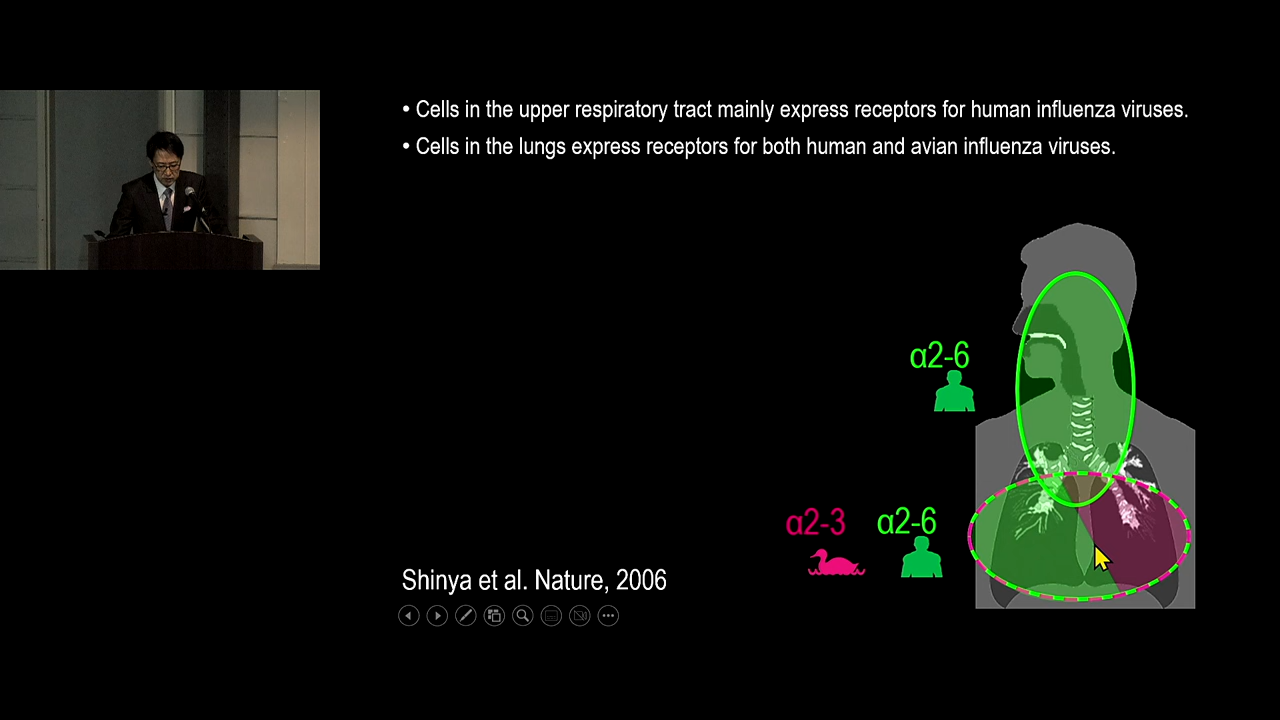 • Cells in the upper respiratory tract mainly express receptors for human influenza viruses.
• Cells in the lungs express receptors for both human and avian influenza viruses.
α2-6
α2-3 α2-6
Shinya et al. Nature, 2006